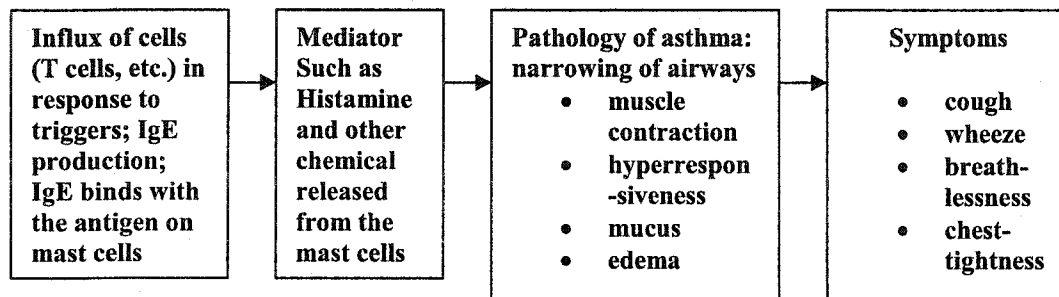 Influx of cells
(T cells, etc.) in
response to
triggers; IgE
production;
IgE binds with
the antigen on
mast cells
Mediator
Such as
Histamine
and other
chemical
released
from the
mast cells
Pathology of asthma:
narrowing of airways
• muscle
contraction
• hyperrespon
-siveness
• mucus
• edema
Symptoms
• cough
• wheeze
• breath-
lessness
• chest-
tightness